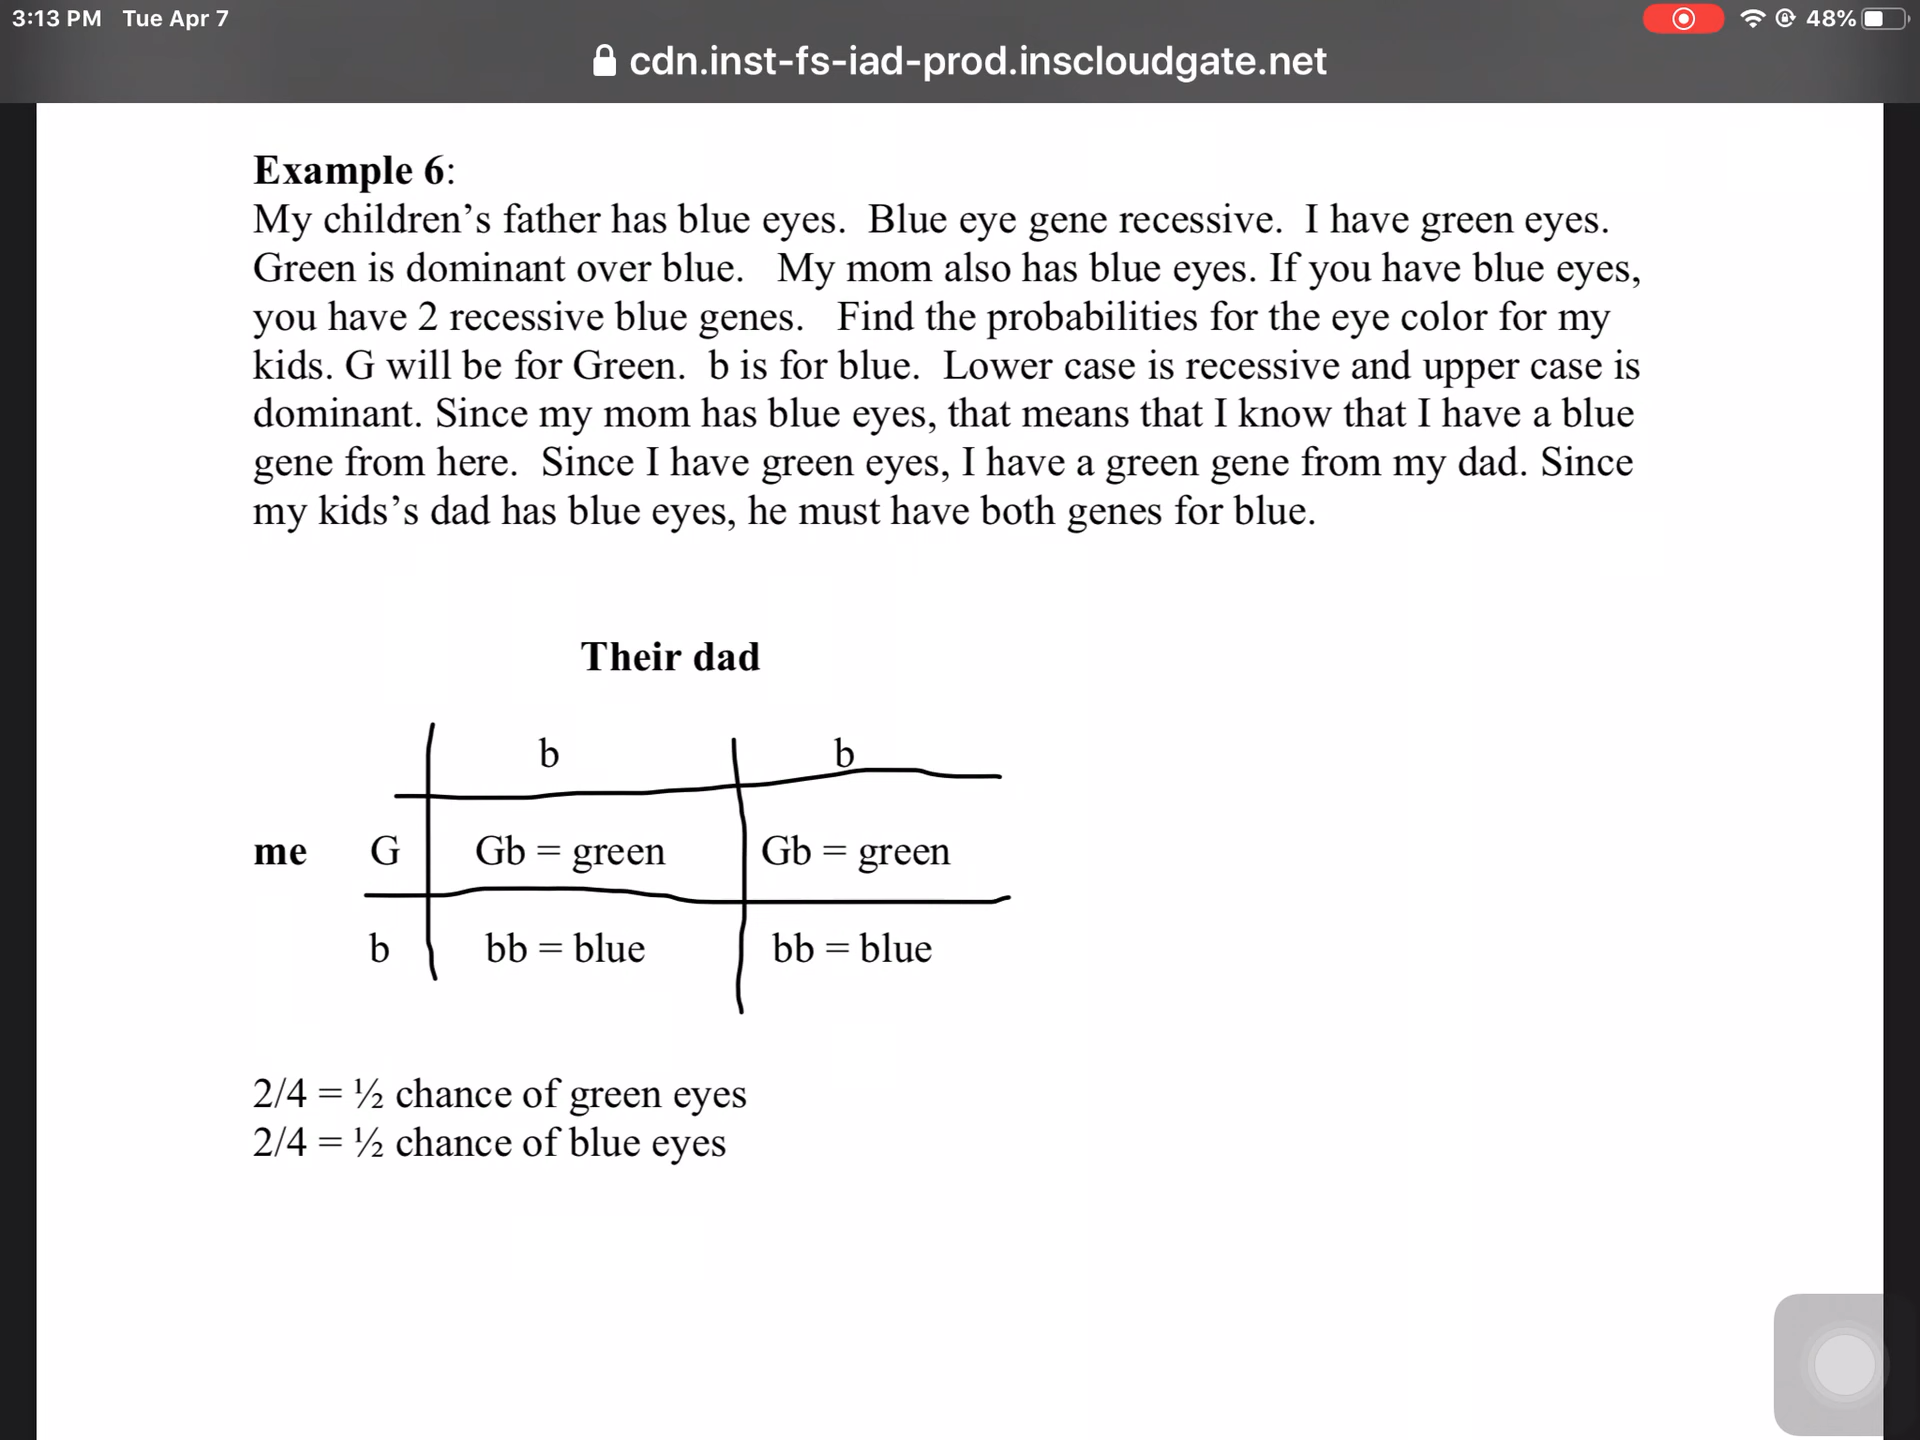 3:13 PM Tue Apr 7 48%
cdn.inst-fs-iad-prod.inscloudgate.net
Example 6:
My children’s father has blue eyes.  Blue eye gene recessive.  I have green eyes.
Green is dominant over blue.   My mom also has blue eyes. If you have blue eyes,
you have 2 recessive blue genes.   Find the probabilities for the eye color for my
kids. G will be for Green.  b is for blue.  Lower case is recessive and upper case is
dominant. Since my mom has blue eyes, that means that I know that I have a blue
gene from here.  Since I have green eyes, I have a green gene from my dad. Since
my kids’s dad has blue eyes, he must have both genes for blue.
Their dad
b b
me G Gb = green Gb = green
b bb = blue bb = blue
2/4 = ½ chance of green eyes
2/4 = ½ chance of blue eyes